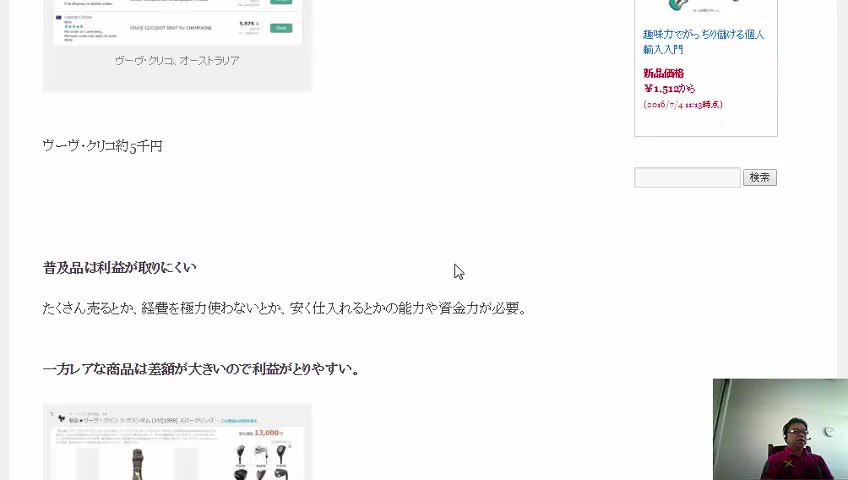 VEUVE CLICQUOT BRUT NV CHAMPAGNE
ヴーヴ・クリコ、オーストラリア
ヴーヴ・クリコ約5千円
普及品は利益が取りにくい
たくさん売るとか、経費を極力使わないとか、安く仕入れるとかの能力や資金力が必要。
一方レアな商品は差額が大きいので利益がとりやすい。
13,000
趣味力でがっちり儲ける個人
輸入入門
新品価格
￥1,512から
(2016/7/4 11:13時点)
検索